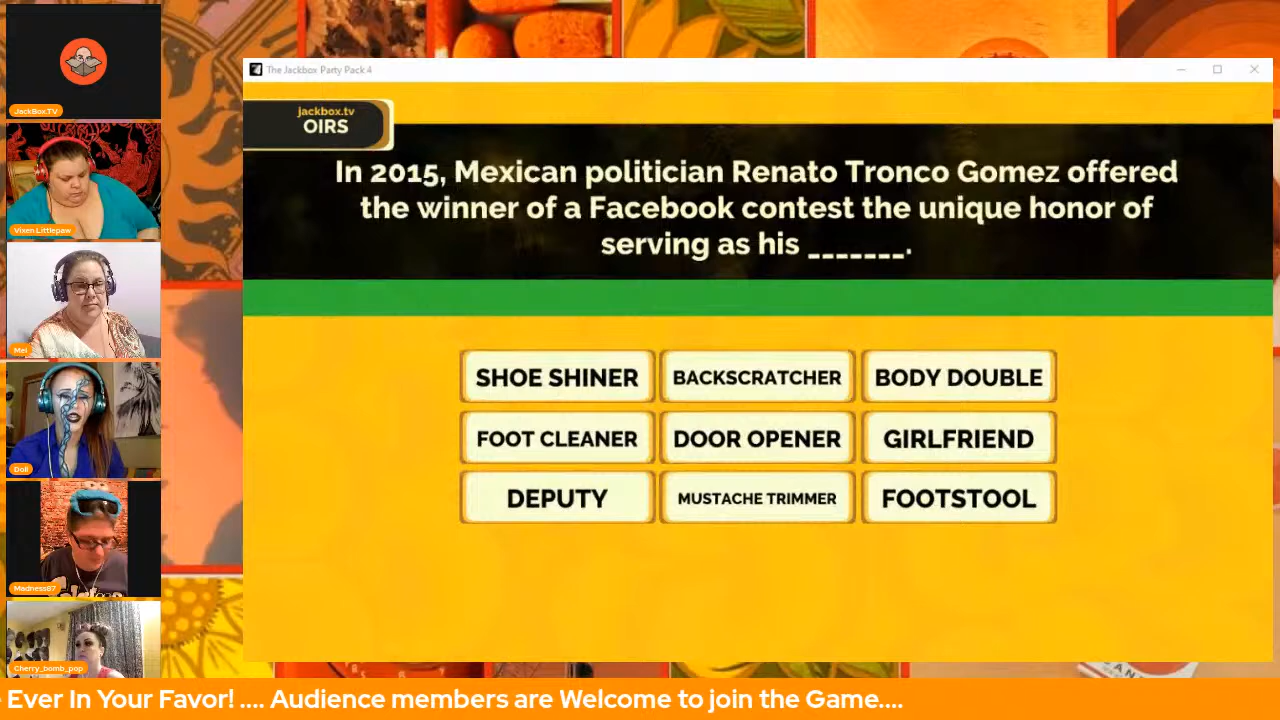 JackBox.TV
Vixen Littlepaw
Mel
Doll
Madness87
Cherry_bomb_pop
The Jackbox Party Pack 4
jackbox.tv
OIRS
In 2015, Mexican politician Renato Tronco Gomez offered
the winner of a Facebook contest the unique honor of
serving as his _______.
SHOE SHINER
BACKSCRATCHER
BODY DOUBLE
FOOT CLEANER
DOOR OPENER
GIRLFRIEND
DEPUTY
MUSTACHE TRIMMER
FOOTSTOOL
Ever In Your Favor! .... Audience members are Welcome to join the Game....